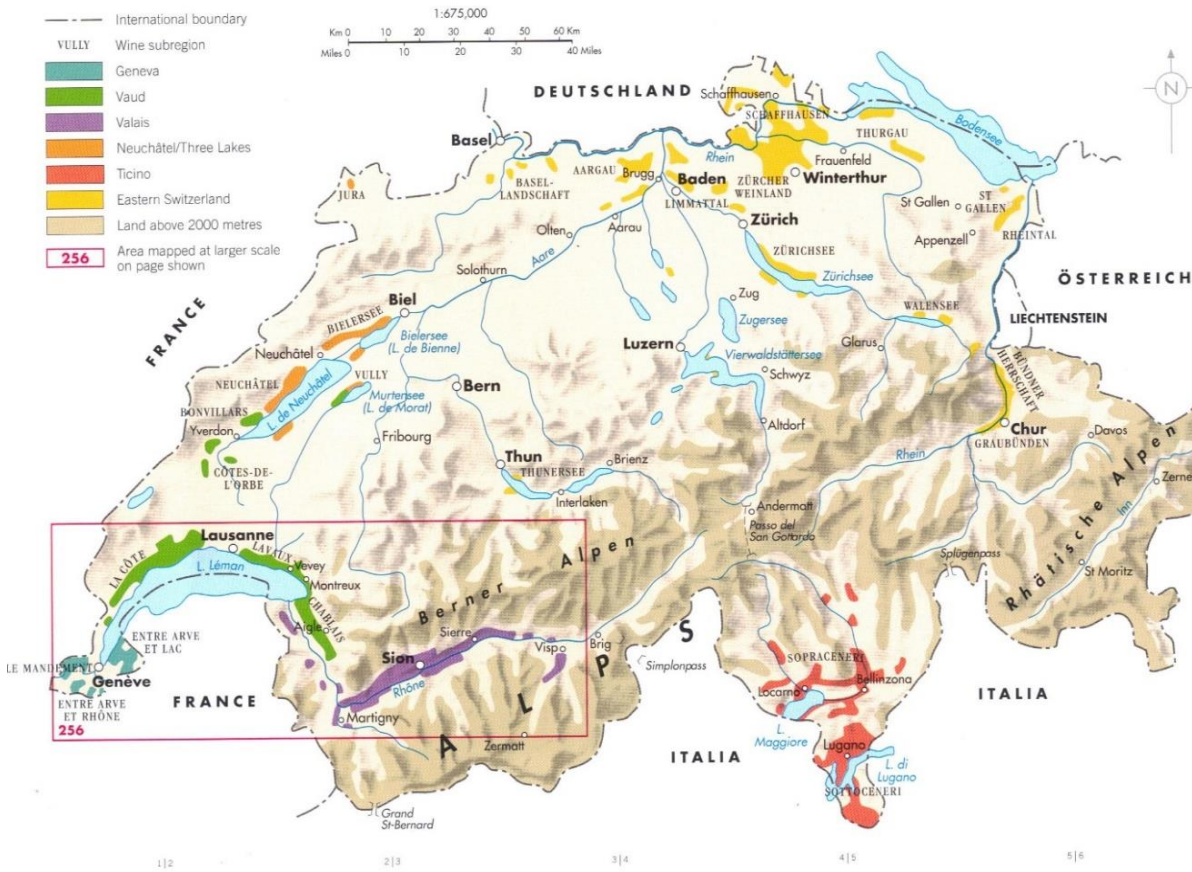 International boundary
VULLY Wine subregion
Geneva
Vaud
Valais
Neuchâtel/Three Lakes
Ticino
Eastern Switzerland
Land above 2000 metres
256 Area mapped at larger scale
on page shown
1:675,000
Km 0 10 20 30 40 50 60 Km
Miles 0 10 20 30 40 Miles
N
DEUTSCHLAND
Schaffhausen
SCHAFFHAUSEN
Bodensee
THURGAU
Basel
Rhein
Frauenfeld
AARGAU
Brugg
Baden
ZÜRCHER
WEINLAND
Winterthur
BASEL-
LANDSCHAFT
LIMMATTAL
JURA
St Gallen
ST
GALLEN
Aarau
Olten
Zürich
Appenzell
RHEINTAL
Aare
ZÜRICHSEE
Solothurn
Zürichsee
ÖSTERREICH
Zug
Zugersee
WALENSEE
LIECHTENSTEIN
FRANCE
Biel
BIELERSEE
Bielersee
(L. de Bienne)
Neuchâtel
Luzern
Vierwaldstättersee
Glarus
Schwyz
BÜNDNER
HERRSCHAFT
NEUCHÂTEL
L. de Neuchâtel
VULLY
Murtensee
(L. de Morat)
Bern
BONVILLARS
Yverdon
Fribourg
Altdorf
Chur
GRAUBÜNDEN
Davos
CÔTES-DE-
L'ORBE
Thun
THUNERSEE
Brienz
Interlaken
Rhein
Zerne
Andermatt
Passo del
San Gottardo
Rhätische Alpen
Inn
Lausanne
LA CÔTE
LAVAUX
L. Léman
Vevey
Montreux
CHABLAIS
Aigle
Berner Alpen
Splügenpass
St Moritz
ENTRE ARVE
ET LAC
LE MANDEMENT
Genève
ENTRE ARVE
ET RHÔNE
256
FRANCE
Sierre
Sion
Rhône
Visp
Brig
Simplonpass
Martigny
Zermatt
ALPS
SOPRACENERI
Locarno
Bellinzona
L.
Maggiore
ITALIA
ITALIA
Lugano
L. di
Lugano
SOTTOCENERI
Grand
St-Bernard
1|2 2|3 3|4 4|5 5|6